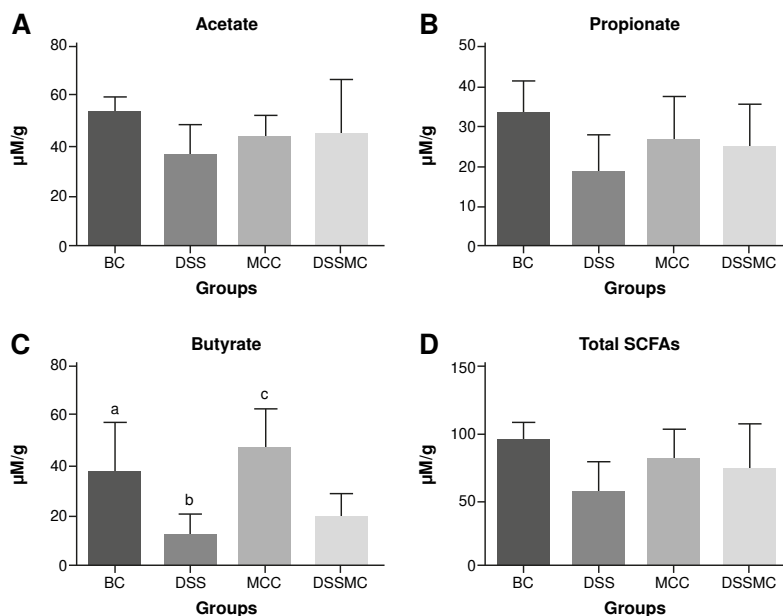 A
Acetate
80
60
40
20
0
µM/g
BC DSS MCC DSSMC
Groups
B
Propionate
50
40
30
20
10
0
µM/g
BC DSS MCC DSSMC
Groups
C
Butyrate
80
60
40
20
0
µM/g
a
b
c
BC DSS MCC DSSMC
Groups
D
Total SCFAs
150
100
50
0
µM/g
BC DSS MCC DSSMC
Groups